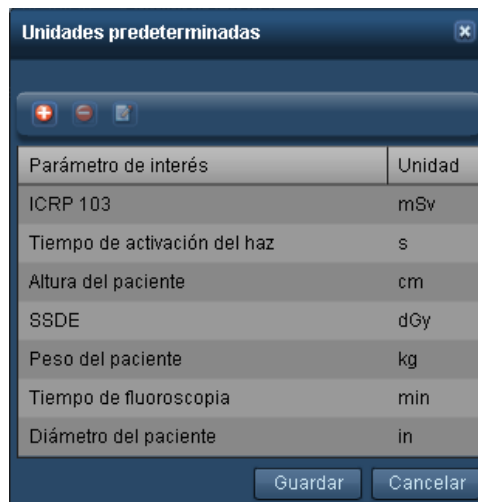 Unidades predeterminadas
Parámetro de interés Unidad
ICRP 103 mSv
Tiempo de activación del haz s
Altura del paciente cm
SSDE dGy
Peso del paciente kg
Tiempo de fluoroscopia min
Diámetro del paciente in
Guardar Cancelar